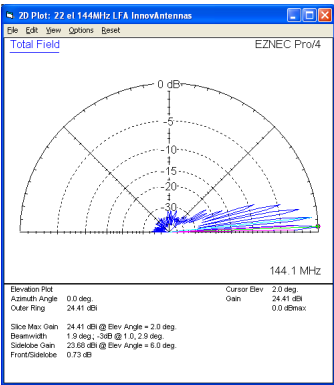 2D Plot: 22 el 144MHz LFA InnovAntennas
File Edit View Options Reset
Total Field EZNEC Pro/4
0 dB
-5
-10
-15
-20
-30
144.1 MHz
Elevation Plot Cursor Elev 2.0 deg.
Azimuth Angle 0.0 deg. Gain 24.41 dBi
Outer Ring 24.41 dBi 0.0 dBmax
Slice Max Gain 24.41 dBi @ Elev Angle = 2.0 deg.
Beamwidth 1.9 deg.; -3dB @ 1.0, 2.9 deg.
Sidelobe Gain 23.68 dBi @ Elev Angle = 6.0 deg.
Front/Sidelobe 0.73 dB